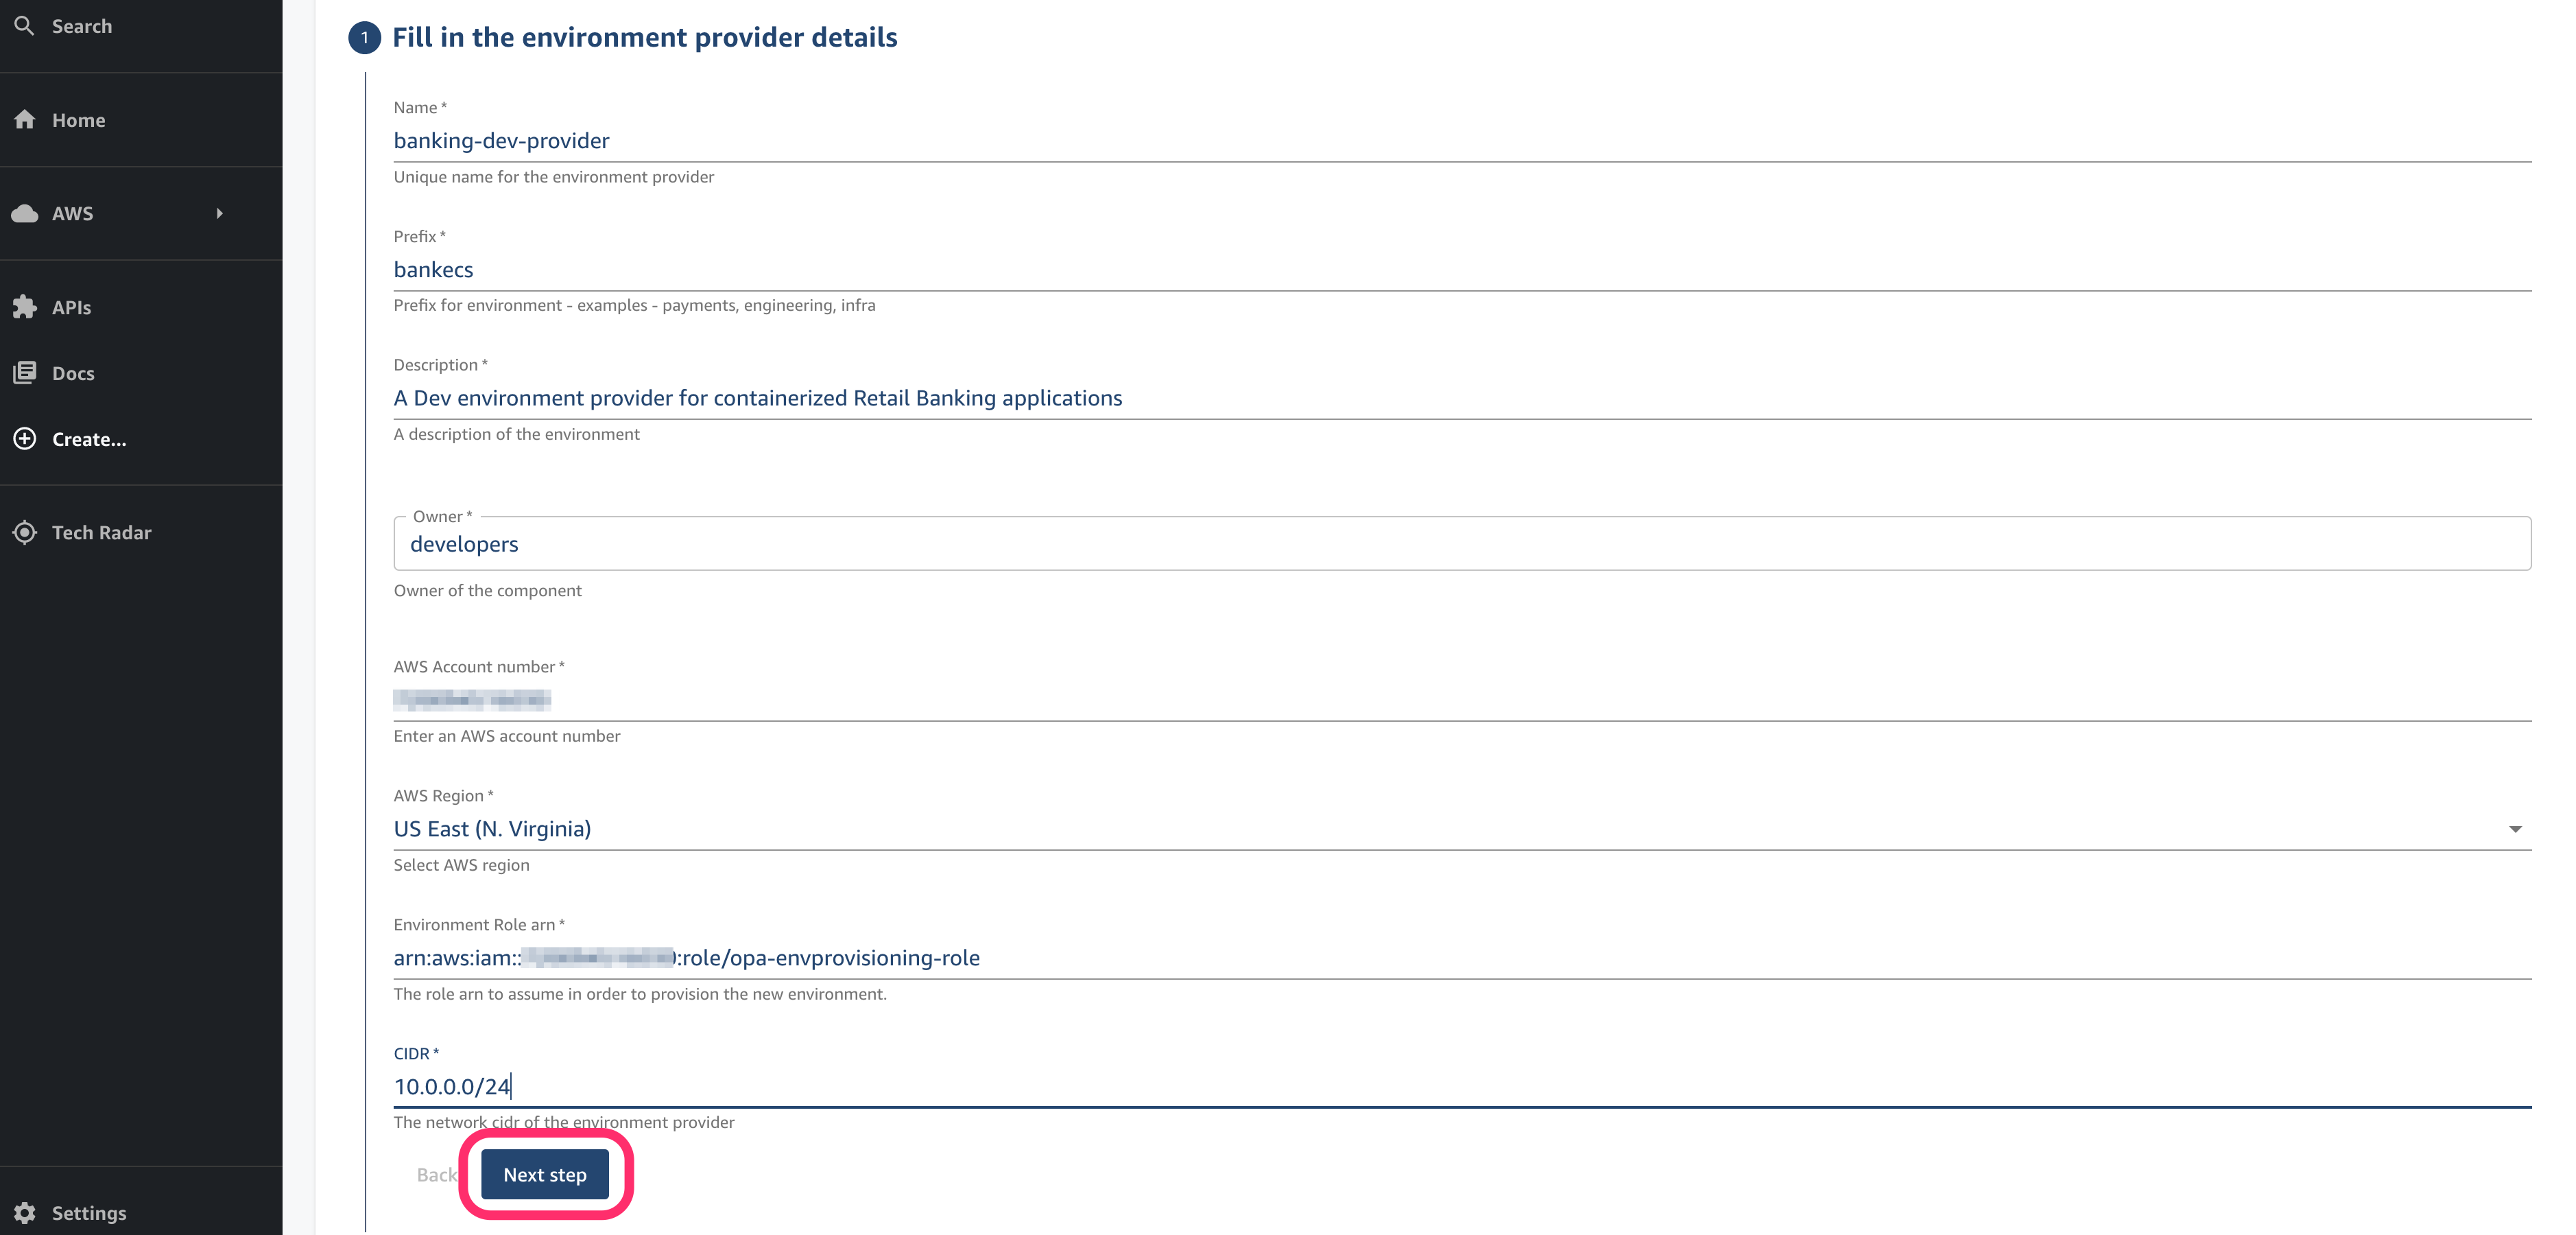 Search
Home
AWS
APIs
Docs
Create...
Tech Radar
Settings
1 Fill in the environment provider details
Name *
banking-dev-provider
Unique name for the environment provider
Prefix *
bankecs
Prefix for environment - examples - payments, engineering, infra
Description *
A Dev environment provider for containerized Retail Banking applications
A description of the environment
Owner *
developers
Owner of the component
AWS Account number *
Enter an AWS account number
AWS Region *
US East (N. Virginia)
Select AWS region
Environment Role arn *
arn:aws:iam:: :role/opa-envprovisioning-role
The role arn to assume in order to provision the new environment.
CIDR *
10.0.0.0/24
The network cidr of the environment provider
Back Next step